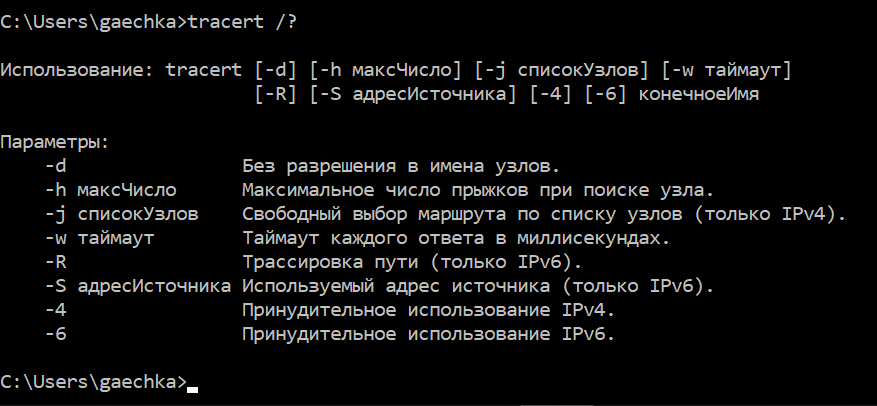 C:\Users\gaechka>tracert /?
Использование: tracert [-d] [-h максЧисло] [-j списокУзлов] [-w таймаут]
[-R] [-S адресИсточника] [-4] [-6] конечноеИмя
Параметры:
-d Без разрешения в имена узлов.
-h максЧисло Максимальное число прыжков при поиске узла.
-j списокУзлов Свободный выбор маршрута по списку узлов (только IPv4).
-w таймаут Таймаут каждого ответа в миллисекундах.
-R Трассировка пути (только IPv6).
-S адресИсточника Используемый адрес источника (только IPv6).
-4 Принудительное использование IPv4.
-6 Принудительное использование IPv6.
C:\Users\gaechka>